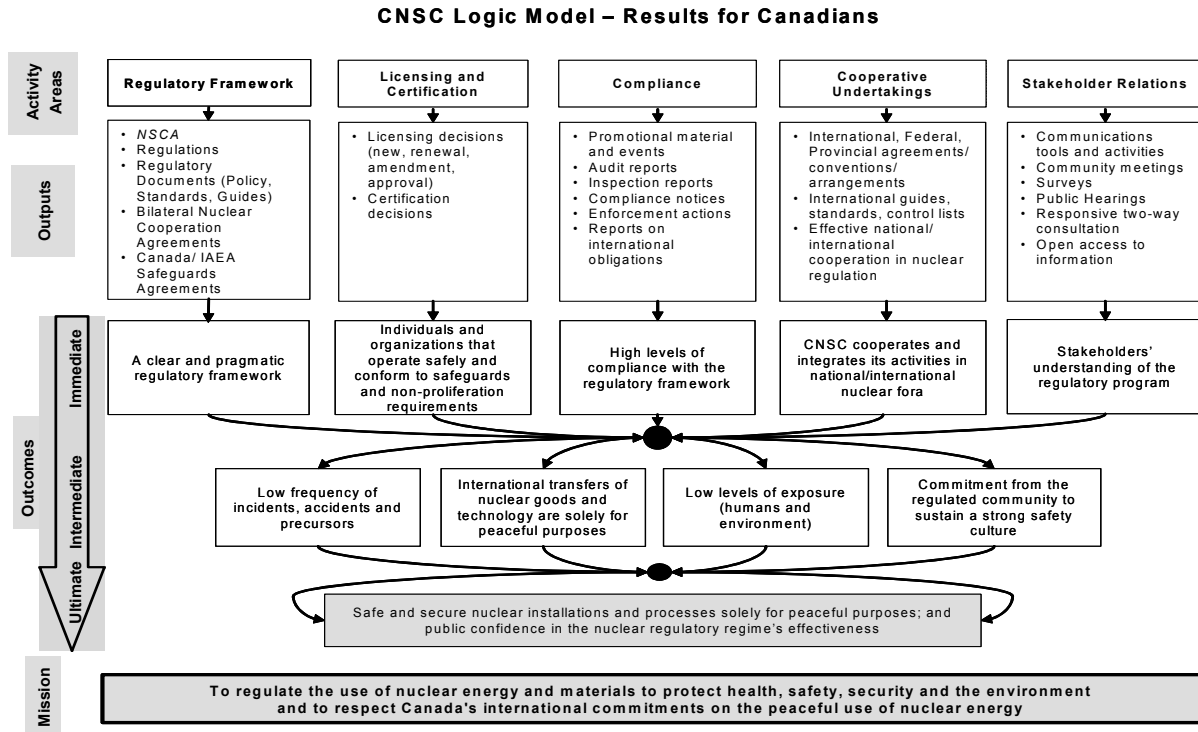 CNSC Logic Model – Results for Canadians
Activity
Areas
Regulatory Framework
Licensing and
Certification
Compliance
Cooperative
Undertakings
Stakeholder Relations
Outputs
• NSCA
• Regulations
• Regulatory
Documents (Policy,
Standards, Guides)
• Bilateral Nuclear
Cooperation
Agreements
• Canada/ IAEA
Safeguards
Agreements
• Licensing decisions
(new, renewal,
amendment,
approval)
• Certification
decisions
• Promotional material
and events
• Audit reports
• Inspection reports
• Compliance notices
• Enforcement actions
• Reports on
international
obligations
• International, Federal,
Provincial agreements/
conventions/
arrangements
• International guides,
standards, control lists
• Effective national/
international
cooperation in nuclear
regulation
• Communications
tools and activities
• Community meetings
• Surveys
• Public Hearings
• Responsive two-way
consultation
• Open access to
information
Outcomes
Immediate
A clear and pragmatic
regulatory framework
Individuals and
organizations that
operate safely and
conform to safeguards
and non-proliferation
requirements
High levels of
compliance with the
regulatory framework
CNSC cooperates and
integrates its activities in
national/international
nuclear fora
Stakeholders’
understanding of the
regulatory program
Intermediate
Low frequency of
incidents, accidents and
precursors
International transfers of
nuclear goods and
technology are solely for
peaceful purposes
Low levels of exposure
(humans and
environment)
Commitment from the
regulated community to
sustain a strong safety
culture
Ultimate
Safe and secure nuclear installations and processes solely for peaceful purposes; and
public confidence in the nuclear regulatory regime’s effectiveness
Mission
To regulate the use of nuclear energy and materials to protect health, safety, security and the environment
and to respect Canada's international commitments on the peaceful use of nuclear energy